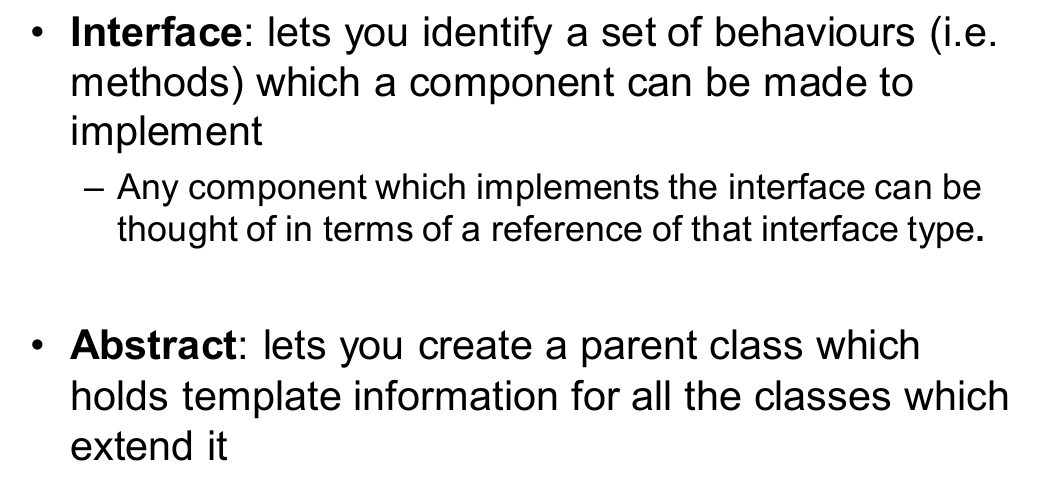 • Interface: lets you identify a set of behaviours (i.e.
methods) which a component can be made to
implement
– Any component which implements the interface can be
thought of in terms of a reference of that interface type.
• Abstract: lets you create a parent class which
holds template information for all the classes which
extend it